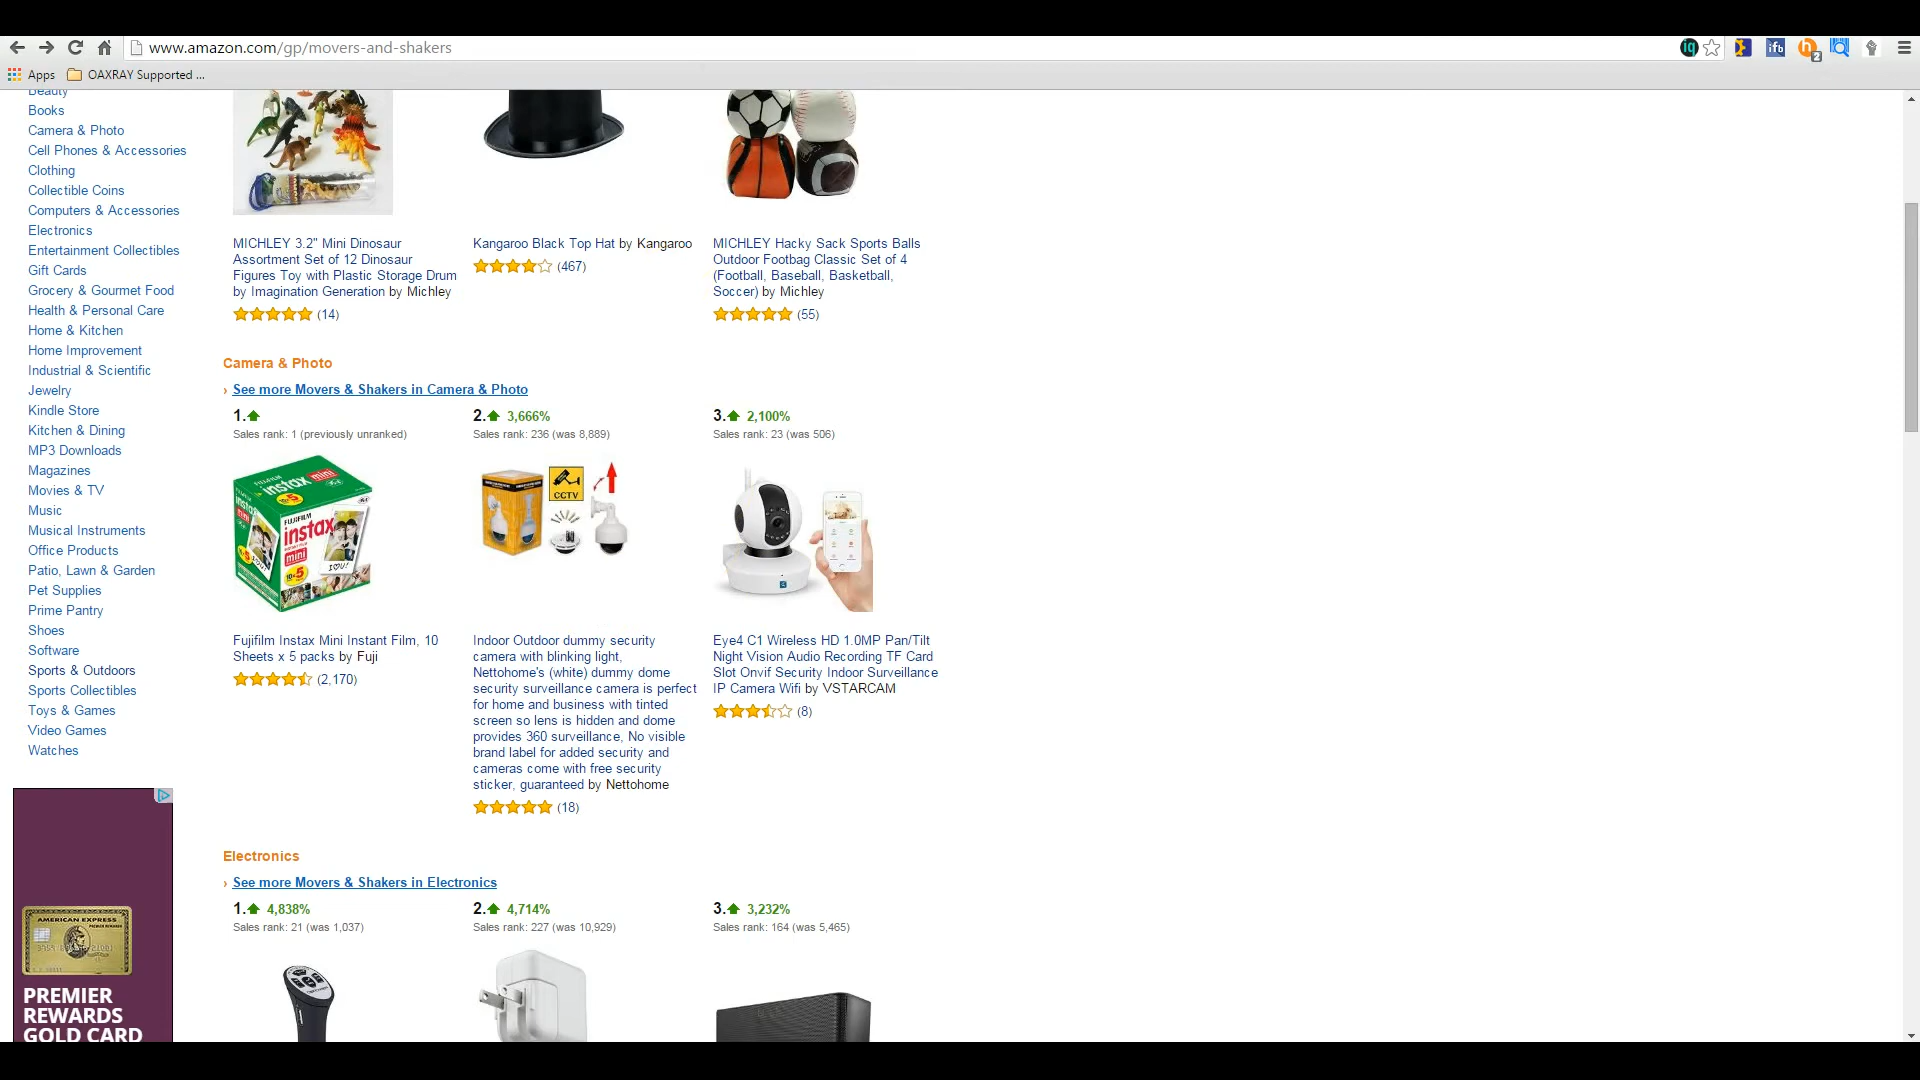 www.amazon.com/gp/movers-and-shakers
Apps
OAXRAY Supported ...
iq
ifb
h
2
Beauty
Books
Camera & Photo
Cell Phones & Accessories
Clothing
Collectible Coins
Computers & Accessories
Electronics
Entertainment Collectibles
Gift Cards
Grocery & Gourmet Food
Health & Personal Care
Home & Kitchen
Home Improvement
Industrial & Scientific
Jewelry
Kindle Store
Kitchen & Dining
MP3 Downloads
Magazines
Movies & TV
Music
Musical Instruments
Office Products
Patio, Lawn & Garden
Pet Supplies
Prime Pantry
Shoes
Software
Sports & Outdoors
Sports Collectibles
Toys & Games
Video Games
Watches
AMERICAN EXPRESS
PREMIER
REWARDS
GOLD CARD
MICHLEY 3.2" Mini Dinosaur
Assortment Set of 12 Dinosaur
Figures Toy with Plastic Storage Drum
by Imagination Generation by Michley
(14)
Kangaroo Black Top Hat by Kangaroo
(467)
MICHLEY Hacky Sack Sports Balls
Outdoor Footbag Classic Set of 4
(Football, Baseball, Basketball,
Soccer) by Michley
(55)
Camera & Photo
› See more Movers & Shakers in Camera & Photo
1.
Sales rank: 1 (previously unranked)
FUJIFILM
instax mini
FUJIFILM
instax
mini
10x5
I♡U!
Fujifilm Instax Mini Instant Film, 10
Sheets x 5 packs by Fuji
(2,170)
2. 3,666%
Sales rank: 236 (was 8,889)
CCTV
Indoor Outdoor dummy security
camera with blinking light,
Nettohome's (white) dummy dome
security surveillance camera is perfect
for home and business with tinted
screen so lens is hidden and dome
provides 360 surveillance, No visible
brand label for added security and
cameras come with free security
sticker, guaranteed by Nettohome
(18)
3. 2,100%
Sales rank: 23 (was 506)
Eye4 C1 Wireless HD 1.0MP Pan/Tilt
Night Vision Audio Recording TF Card
Slot Onvif Security Indoor Surveillance
IP Camera Wifi by VSTARCAM
(8)
Electronics
› See more Movers & Shakers in Electronics
1. 4,838%
Sales rank: 21 (was 1,037)
2. 4,714%
Sales rank: 227 (was 10,929)
3. 3,232%
Sales rank: 164 (was 5,465)